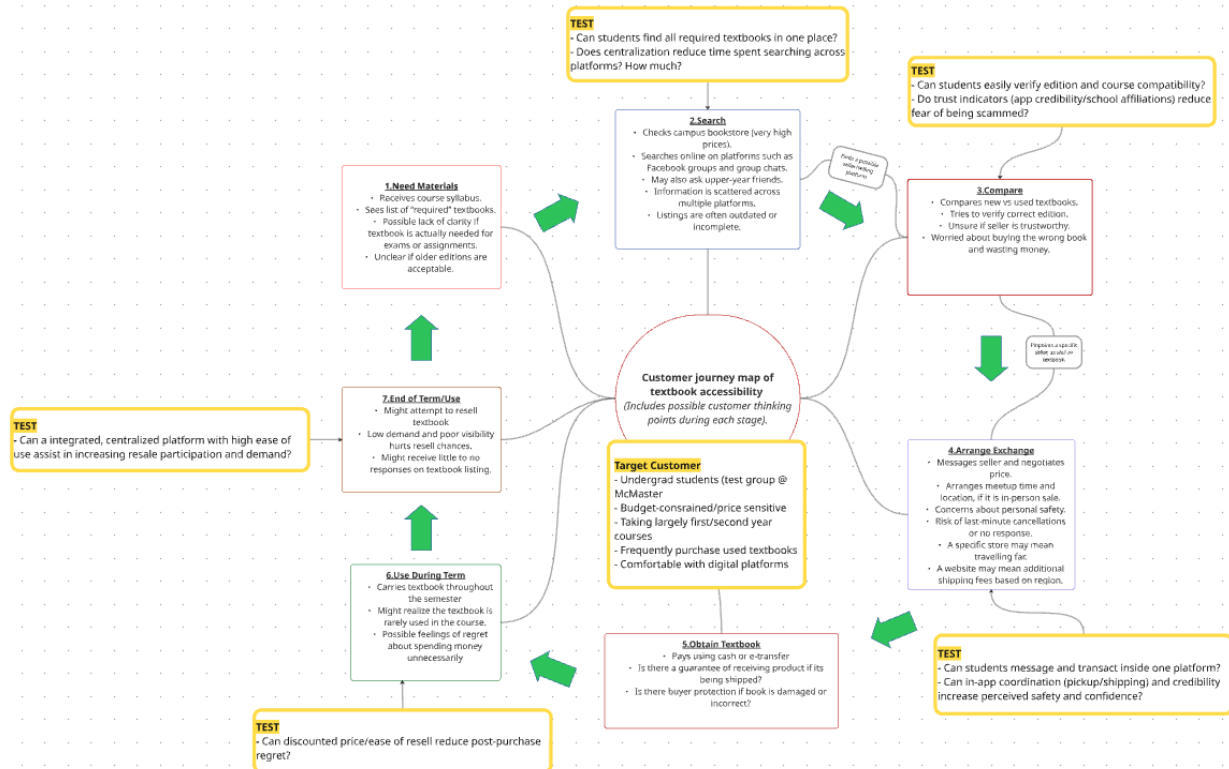 TEST
- Can students find all required textbooks in one place?
- Does centralization reduce time spent searching across
platforms? How much?
TEST
- Can students easily verify edition and course compatibility?
- Do trust indicators (app credibility/school affiliations) reduce
fear of being scammed?
2.Search
• Checks campus bookstore (very high
prices).
• Searches online on platforms such as
Facebook groups and group chats.
• May also ask upper-year friends.
• Information is scattered across
multiple platforms.
• Listings are often outdated or
incomplete.
Finds a possible
seller/selling
platform
1.Need Materials
• Receives course syllabus.
• Sees list of "required" textbooks.
• Possible lack of clarity if
textbook is actually needed for
exams or assignments.
• Unclear if older editions are
acceptable.
3.Compare
• Compares new vs used textbooks.
• Tries to verify correct edition.
• Unsure if seller is trustworthy.
• Worried about buying the wrong book
and wasting money.
a specific
textbook
Customer journey map of
textbook accessibility
(Includes possible customer thinking
points during each stage).
7.End of Term/Use
• Might attempt to resell
textbook
• Low demand and poor visibility
hurts resell chances.
• Might receive little to no
responses on textbook listing.
TEST
- Can a integrated, centralized platform with high ease of
use assist in increasing resale participation and demand?
Target Customer
- Undergrad students (test group @
McMaster
- Budget-consrained/price sensitive
- Taking largely first/second year
courses
- Frequently purchase used textbooks
- Comfortable with digital platforms
4.Arrange Exchange
• Messages seller and negotiates
price.
• Arranges meetup time and
location, if it is in-person sale.
• Concerns about personal safety.
• Risk of last-minute cancellations
or no response.
• A specific store may mean
travelling far.
• A website may mean additional
shipping fees based on region.
6.Use During Term
• Carries textbook throughout
the semester
• Might realize the textbook is
rarely used in the course.
• Possible feelings of regret
about spending money
unnecessarily
5.Obtain Textbook
• Pays using cash or e-transfer
• Is there a guarantee of receiving product if its
being shipped?
• Is there buyer protection if book is damaged or
incorrect?
TEST
- Can students message and transact inside one platform?
- Can in-app coordination (pickup/shipping) and credibility
increase perceived safety and confidence?
TEST
- Can discounted price/ease of resell reduce post-purchase
regret?